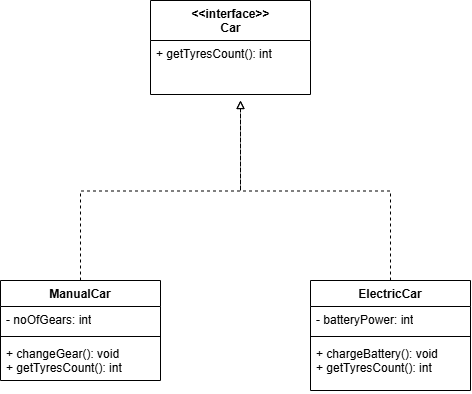 <<interface>>
Car
+ getTyresCount(): int
ManualCar
- noOfGears: int
+ changeGear(): void
+ getTyresCount(): int
ElectricCar
- batteryPower: int
+ chargeBattery(): void
+ getTyresCount(): int